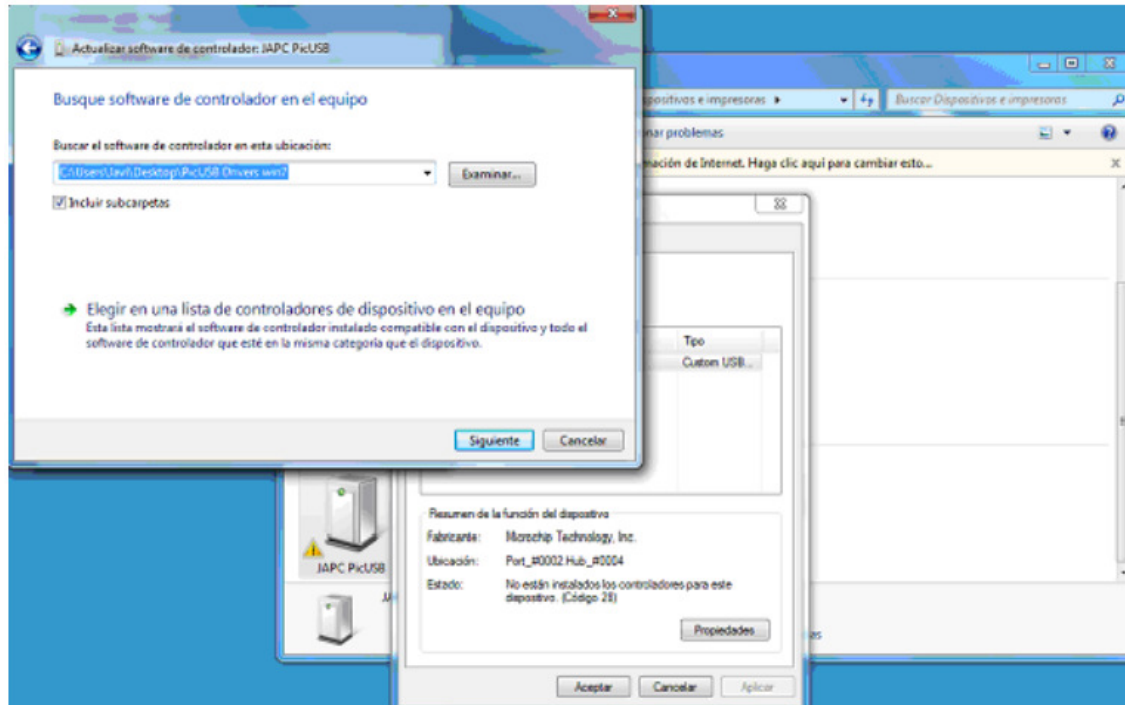 Actualizar software de controlador: JAPC PicUSB
Busque software de controlador en el equipo
Buscar el software de controlador en esta ubicación:
C:\Users\Javi\Desktop\PicUSB Drivers win7
Examinar...
Incluir subcarpetas
Elegir en una lista de controladores de dispositivo en el equipo
Esta lista mostrará el software de controlador instalado compatible con el dispositivo y todo el
software de controlador que esté en la misma categoría que el dispositivo.
Siguiente
Cancelar
spositivos e impresoras
Buscar Dispositivos e impresoras
nar problemas
mación de Internet. Haga clic aquí para cambiar esto...
Tipo
Custom USB...
Resumen de la función del dispositivo
Fabricante: Microchip Technology, Inc.
Ubicación: Port_#0002.Hub_#0004
Estado: No están instalados los controladores para este
dispositivo. (Código 28)
Propiedades
Aceptar
Cancelar
Aplicar
JAPC PicUSB
as